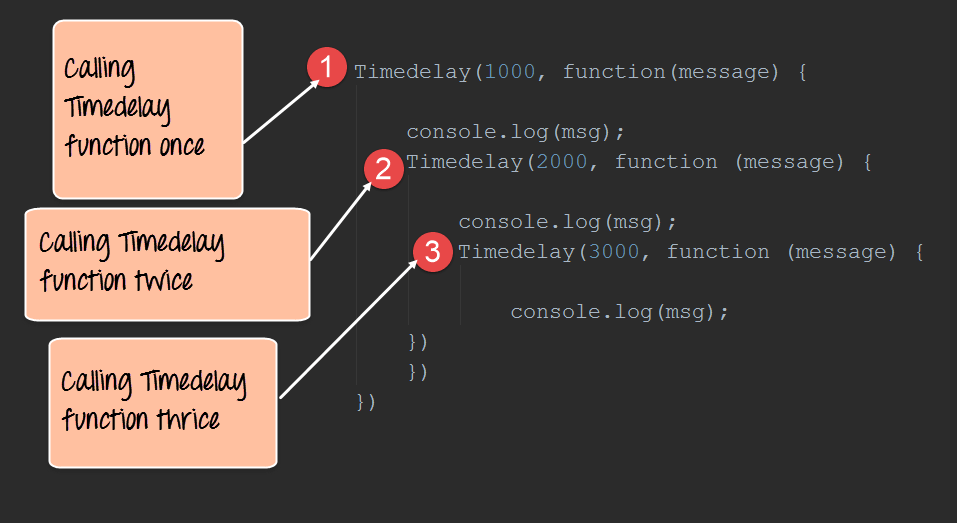 Calling
Timedelay
function once
1
Timedelay(1000, function(message) {
console.log(msg);
2
Timedelay(2000, function (message) {
Calling Timedelay
function twice
console.log(msg);
3
Timedelay(3000, function (message) {
console.log(msg);
})
})
})
Calling Timedelay
function thrice